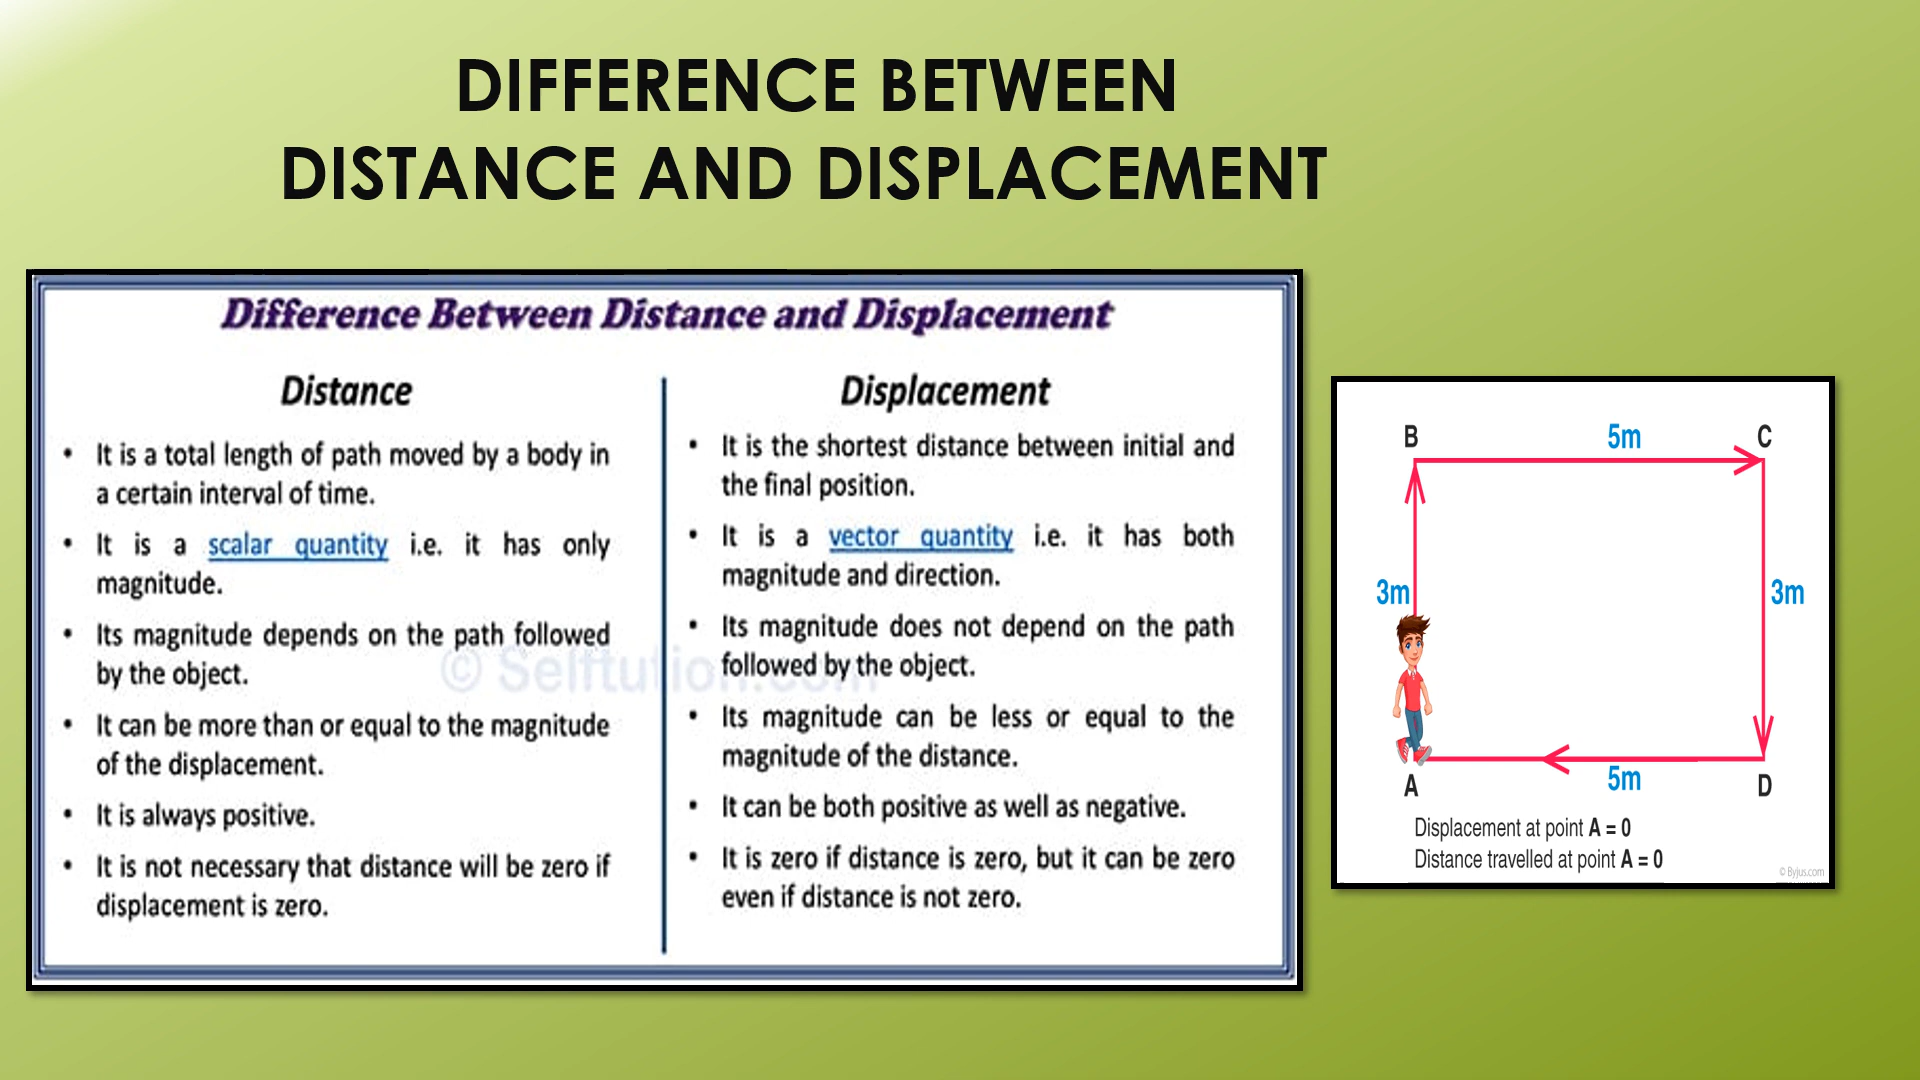 DIFFERENCE BETWEEN
DISTANCE AND DISPLACEMENT
Difference Between Distance and Displacement
Distance
• It is a total length of path moved by a body in
a certain interval of time.
• It is a scalar quantity i.e. it has only
magnitude.
• Its magnitude depends on the path followed
by the object.
• It can be more than or equal to the magnitude
of the displacement.
• It is always positive.
• It is not necessary that distance will be zero if
displacement is zero.
Displacement
• It is the shortest distance between initial and
the final position.
• It is a vector quantity i.e. it has both
magnitude and direction.
• Its magnitude does not depend on the path
followed by the object.
• Its magnitude can be less or equal to the
magnitude of the distance.
• It can be both positive as well as negative.
• It is zero if distance is zero, but it can be zero
even if distance is not zero.
© Selftution.com
B 5m C
3m 3m
A 5m D
Displacement at point A = 0
Distance travelled at point A = 0
© Byjus.com